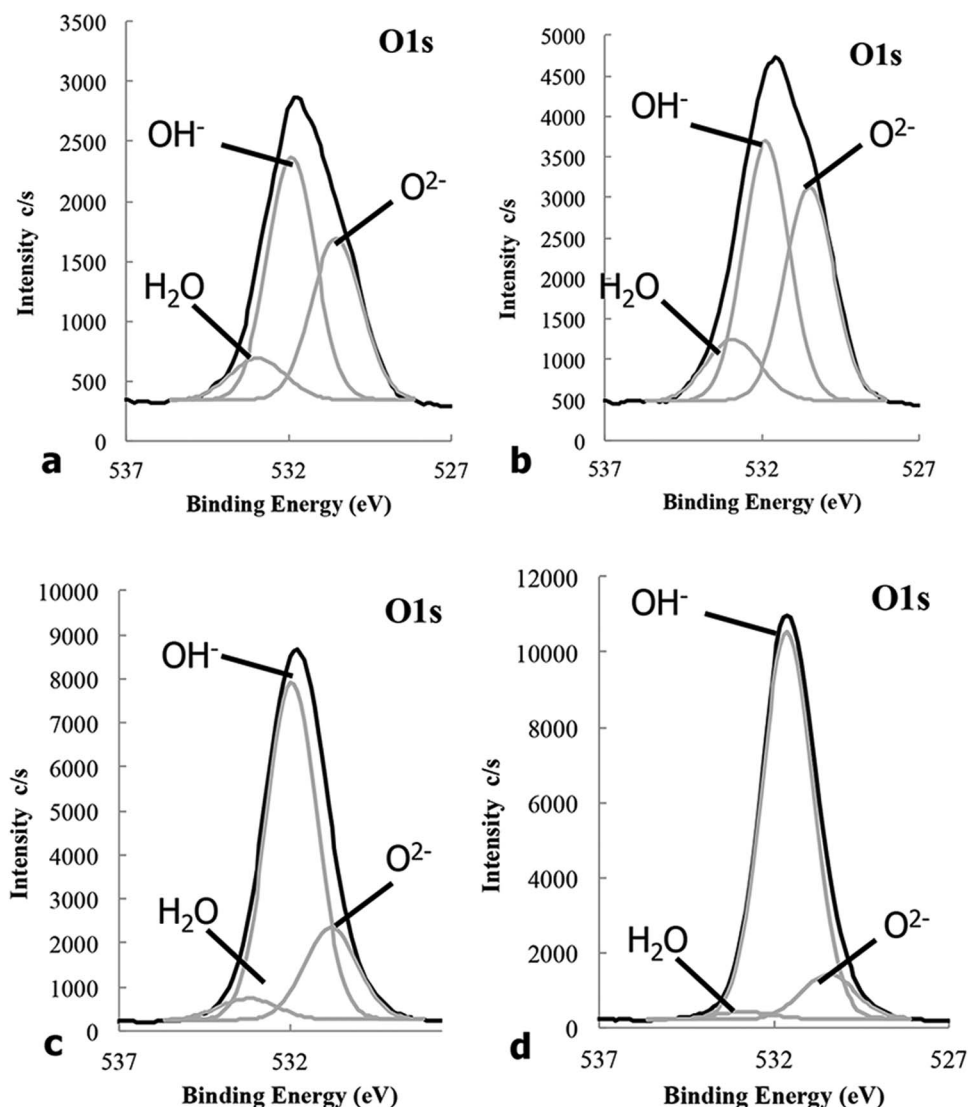 3500
3000
2500
2000
1500
1000
500
0
Intensity c/s
O1s
OH-
O2-
H2O
537
532
527
Binding Energy (eV)
a
5000
4500
4000
3500
3000
2500
2000
1500
1000
500
0
Intensity c/s
O1s
OH-
O2-
H2O
537
532
527
Binding Energy (eV)
b
10000
9000
8000
7000
6000
5000
4000
3000
2000
1000
0
Intensity c/s
O1s
OH-
O2-
H2O
537
532
Binding Energy (eV)
c
12000
10000
8000
6000
4000
2000
0
Intensity c/s
O1s
OH-
O2-
H2O
537
532
527
Binding Energy (eV)
d